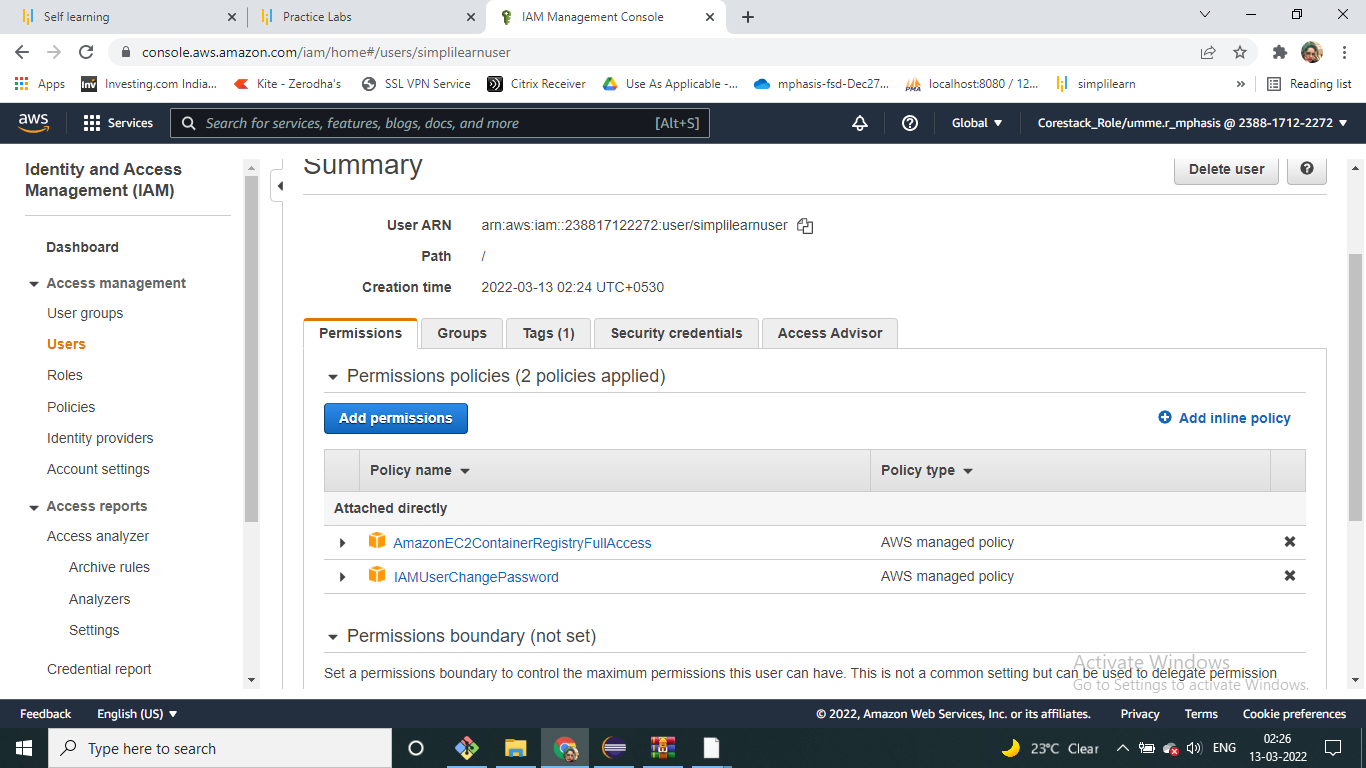 Self learning
Practice Labs
IAM Management Console
console.aws.amazon.com/iam/home#/users/simplilearnuser
Apps
inv Investing.com India...
Kite - Zerodha's
SSL VPN Service
Citrix Receiver
Use As Applicable -...
mphasis-fsd-Dec27...
localhost:8080 / 12...
simplilearn
»
Reading list
aws
Services
Search for services, features, blogs, docs, and more [Alt+S]
Global
Corestack_Role/umme.r_mphasis @ 2388-1712-2272
Identity and Access
Management (IAM)
Dashboard
Access management
User groups
Users
Roles
Policies
Identity providers
Account settings
Access reports
Access analyzer
Archive rules
Analyzers
Settings
Credential report
Summary
Delete user
User ARN arn:aws:iam::238817122272:user/simplilearnuser
Path /
Creation time 2022-03-13 02:24 UTC+0530
Permissions Groups Tags (1) Security credentials Access Advisor
Permissions policies (2 policies applied)
Add permissions
Add inline policy
Policy name Policy type
Attached directly
AmazonEC2ContainerRegistryFullAccess AWS managed policy
IAMUserChangePassword AWS managed policy
Permissions boundary (not set)
Set a permissions boundary to control the maximum permissions this user can have. This is not a common setting but can be used to delegate permission
Activate Windows
Go to Settings to activate Windows.
Feedback English (US)
© 2022, Amazon Web Services, Inc. or its affiliates. Privacy Terms Cookie preferences
Type here to search
23°C Clear
ENG
02:26
13-03-2022